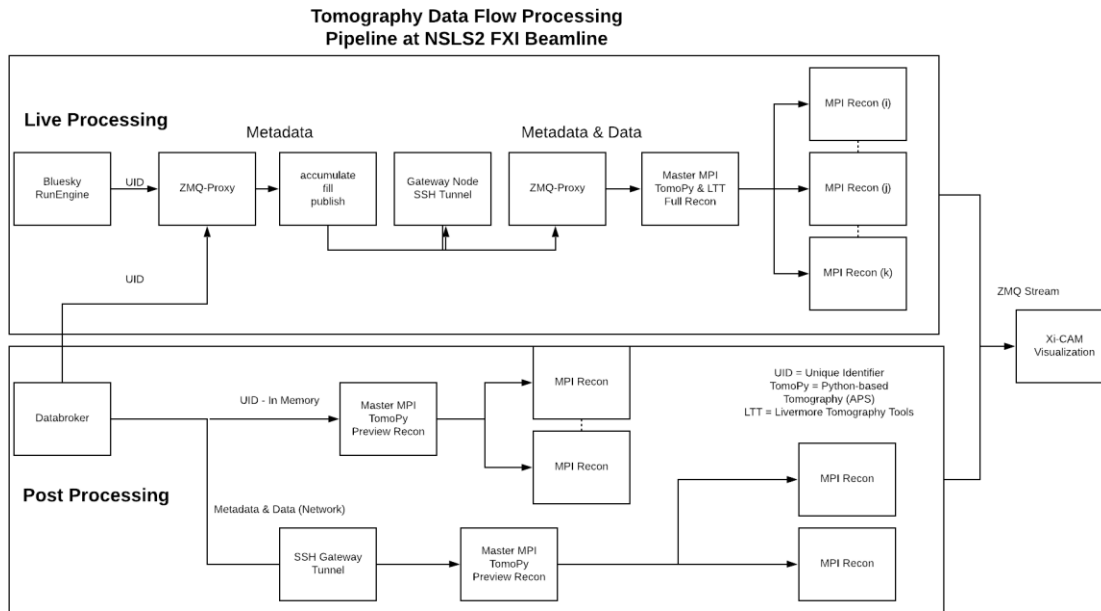 Tomography Data Flow Processing
Pipeline at NSLS2 FXI Beamline
Live Processing
Metadata
Metadata & Data
Bluesky
RunEngine
UID
ZMQ-Proxy
accumulate
fill
publish
Gateway Node
SSH Tunnel
ZMQ-Proxy
Master MPI
TomoPy & LTT
Full Recon
MPI Recon (i)
MPI Recon (j)
MPI Recon (k)
UID
ZMQ Stream
Xi-CAM
Visualization
Databroker
UID - In Memory
Master MPI
TomoPy
Preview Recon
MPI Recon
MPI Recon
UID = Unique Identifier
TomoPy = Python-based
Tomography (APS)
LTT = Livermore Tomography Tools
Post Processing
Metadata & Data (Network)
SSH Gateway
Tunnel
Master MPI
TomoPy
Preview Recon
MPI Recon
MPI Recon